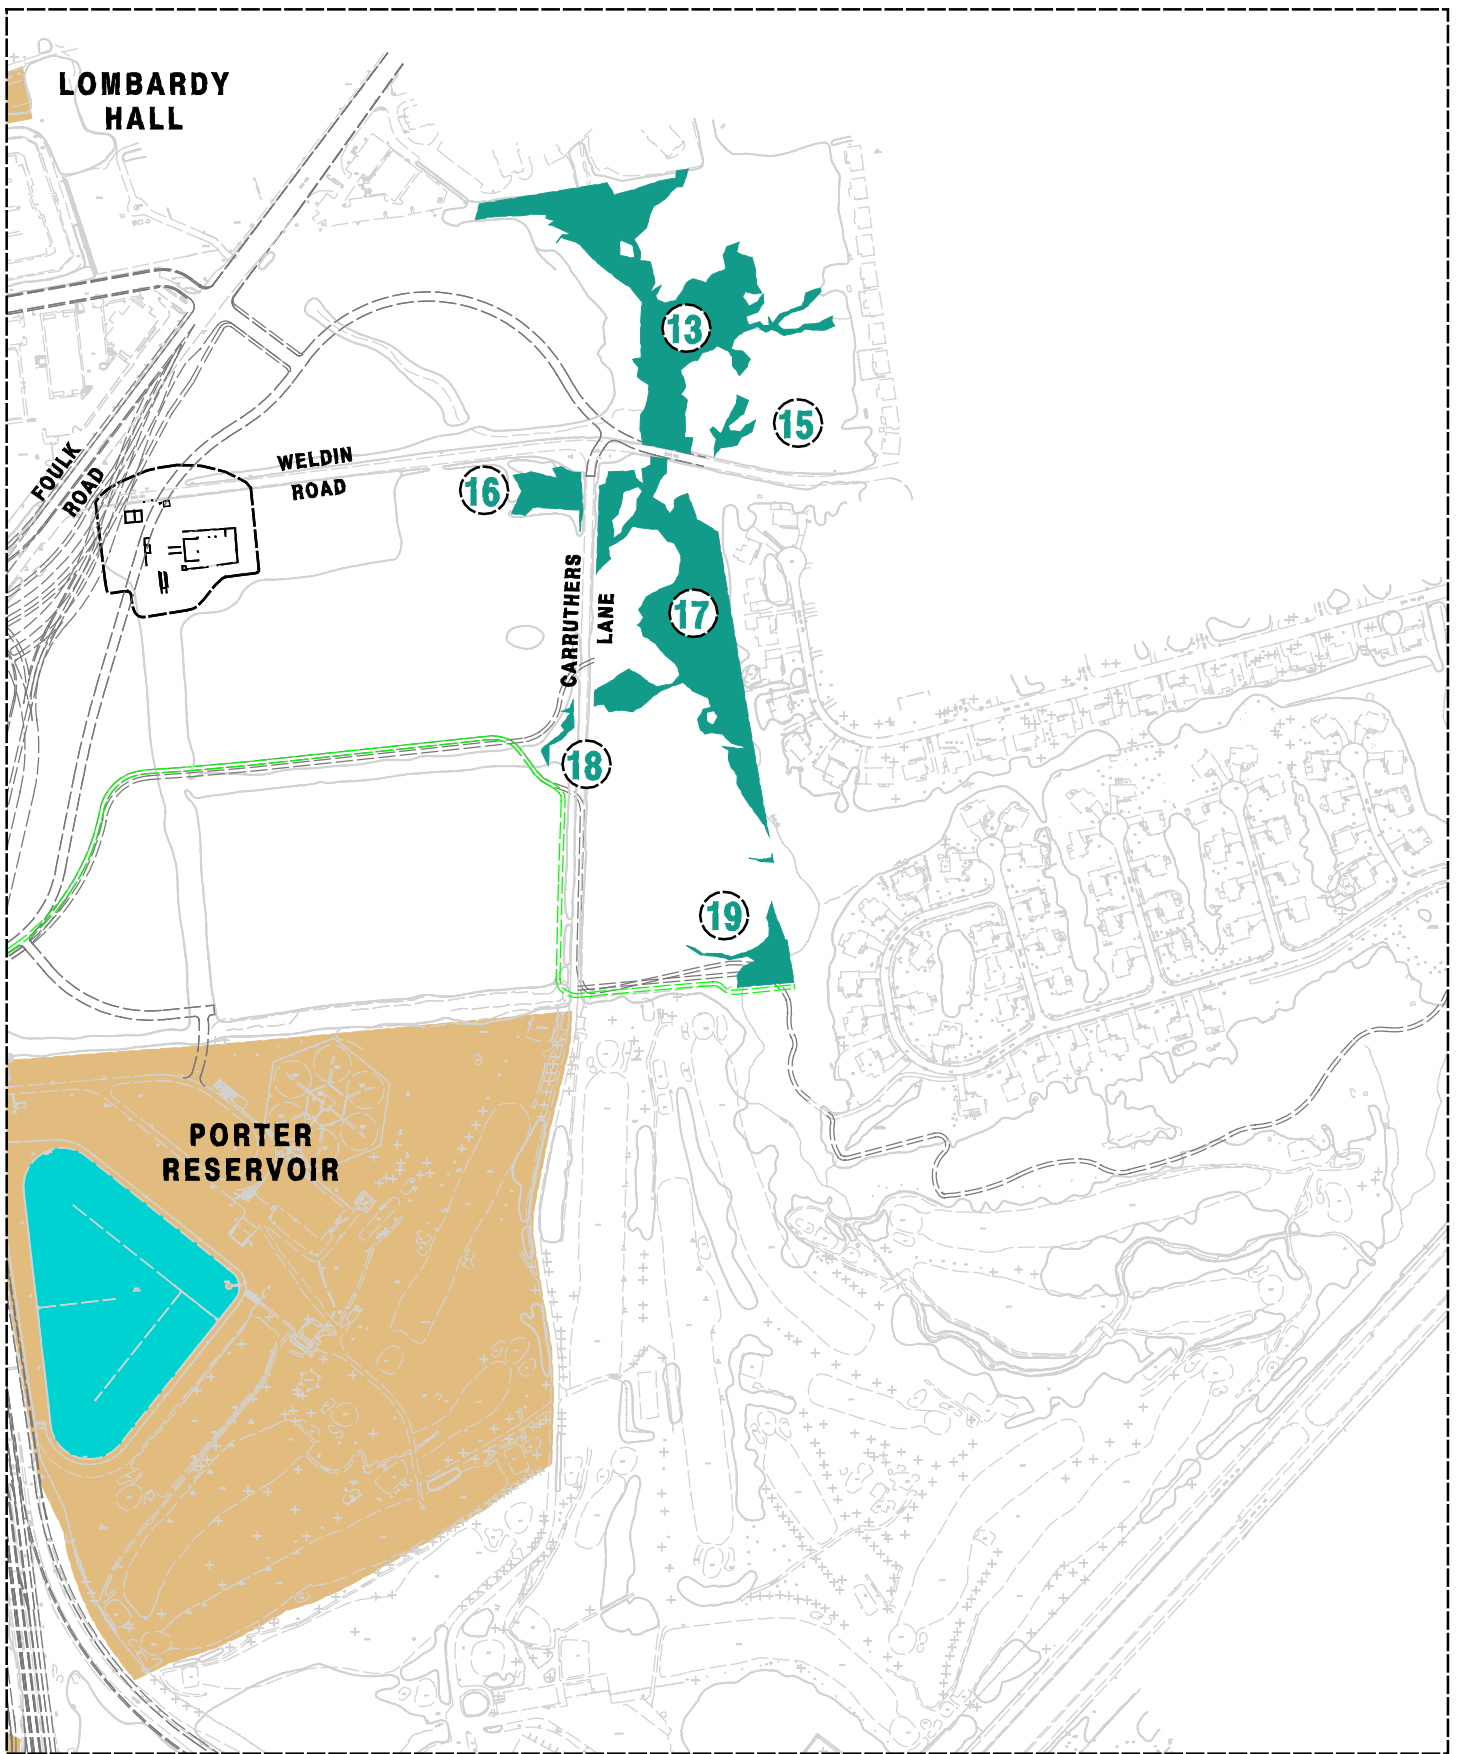 LOMBARDY
HALL
13
15
FOULK
ROAD
WELDIN
ROAD
16
CARRUTHERS
LANE
17
18
19
PORTER
RESERVOIR